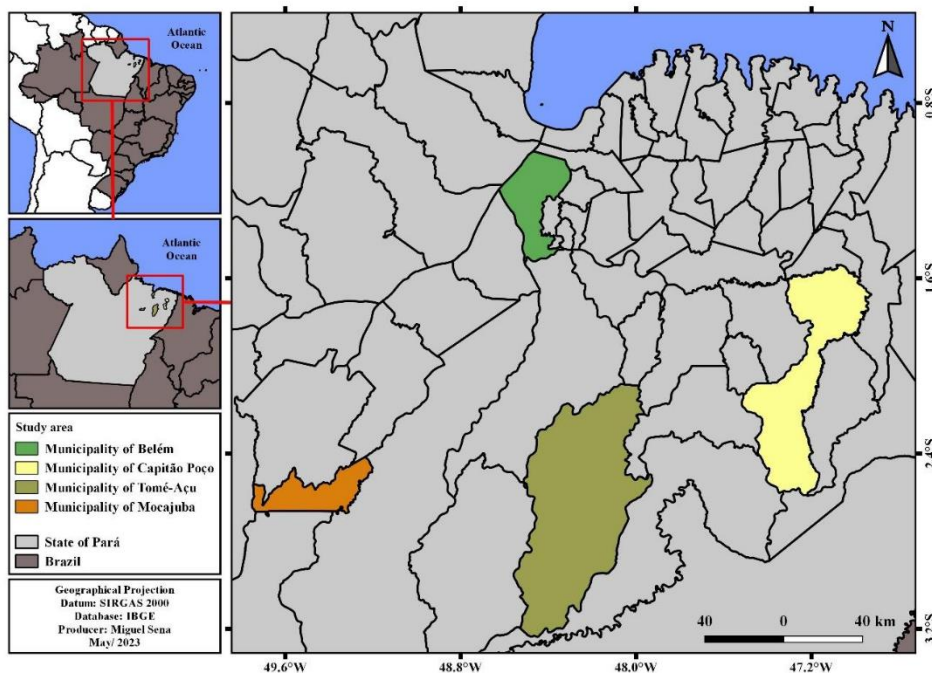 Atlantic
Ocean
Atlantic
Ocean
Study area
Municipality of Belém
Municipality of Capitão Poço
Municipality of Tomé-Açu
Municipality of Mocajuba
State of Pará
Brazil
Geographical Projection
Datum: SIRGAS 2000
Database: IBGE
Producer: Miguel Sena
May/ 2023
N
0.8°S
1.6°S
2.4°S
3.2°S
40 0 40 km
49.6°W 48.8°W 48.0°W 47.2°W